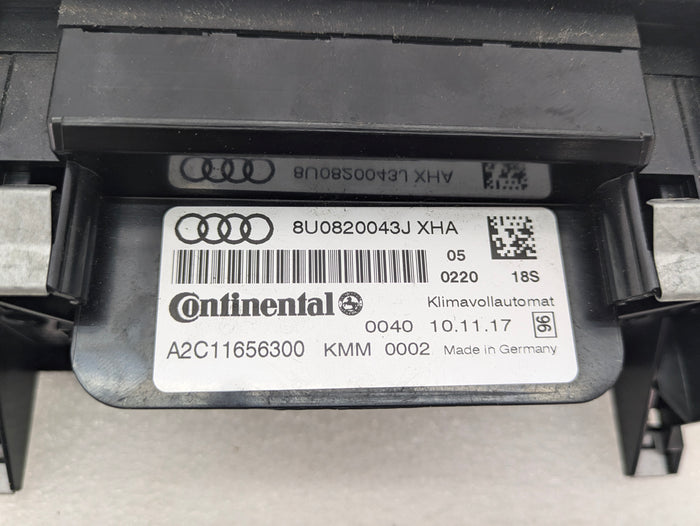 8U0820043J XHA
05
0220 18S
Continental Klimavollautomat
0040 10.11.17 96
A2C11656300 KMM 0002 Made in Germany